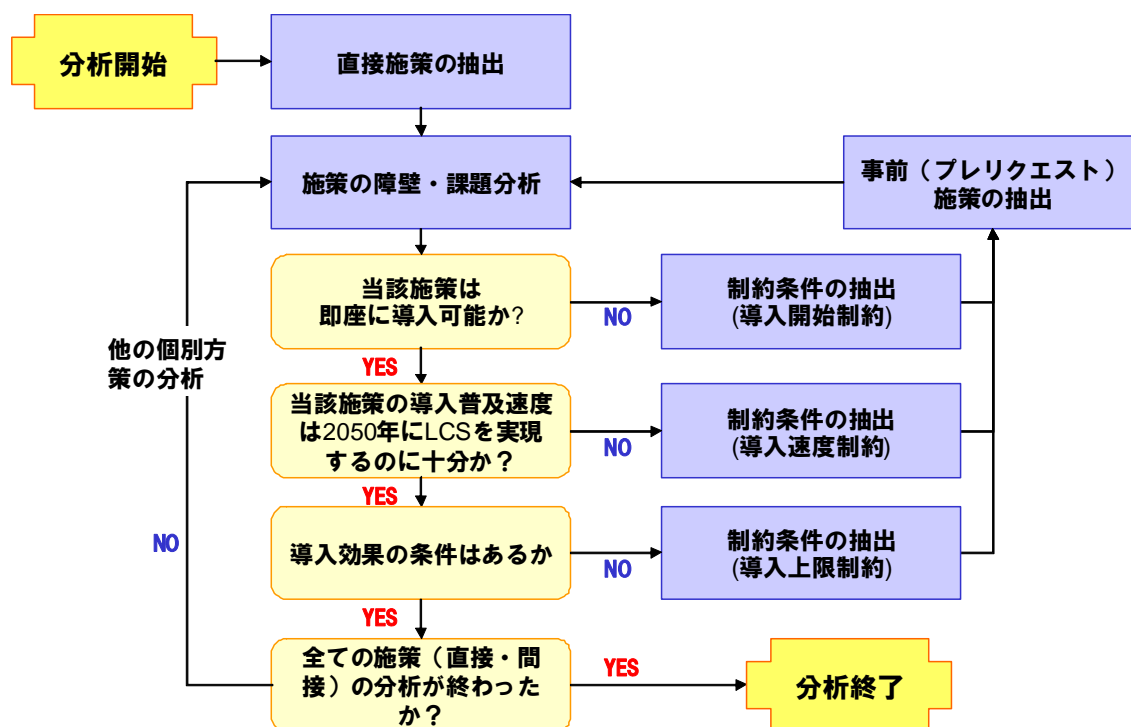 分析開始
直接施策の抽出
施策の障壁・課題分析
事前（プレリクエスト）
施策の抽出
当該施策は
即座に導入可能か?
NO
制約条件の抽出
(導入開始制約)
YES
他の個別方
策の分析
当該施策の導入普及速度
は2050年にLCSを実現
するのに十分か？
NO
制約条件の抽出
(導入速度制約)
YES
NO
導入効果の条件はあるか
NO
制約条件の抽出
(導入上限制約)
YES
全ての施策（直接・間
接）の分析が終わった
か？
YES
分析終了